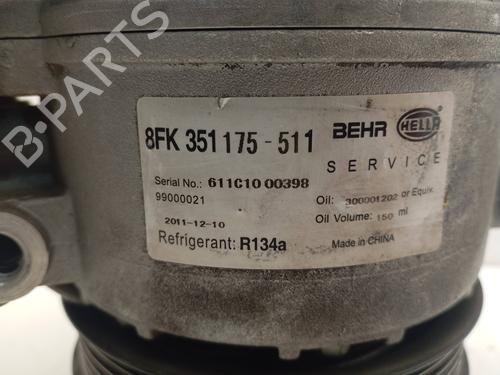 B-PARTS
8FK 351 175 - 511 BEHR HELLA
SERVICE
Serial No.: 611C10 00398
99000021
Oil: 300001202 or Equiv.
2011-12-10
Oil Volume: 150 ml
Refrigerant: R134a
Made in CHINA